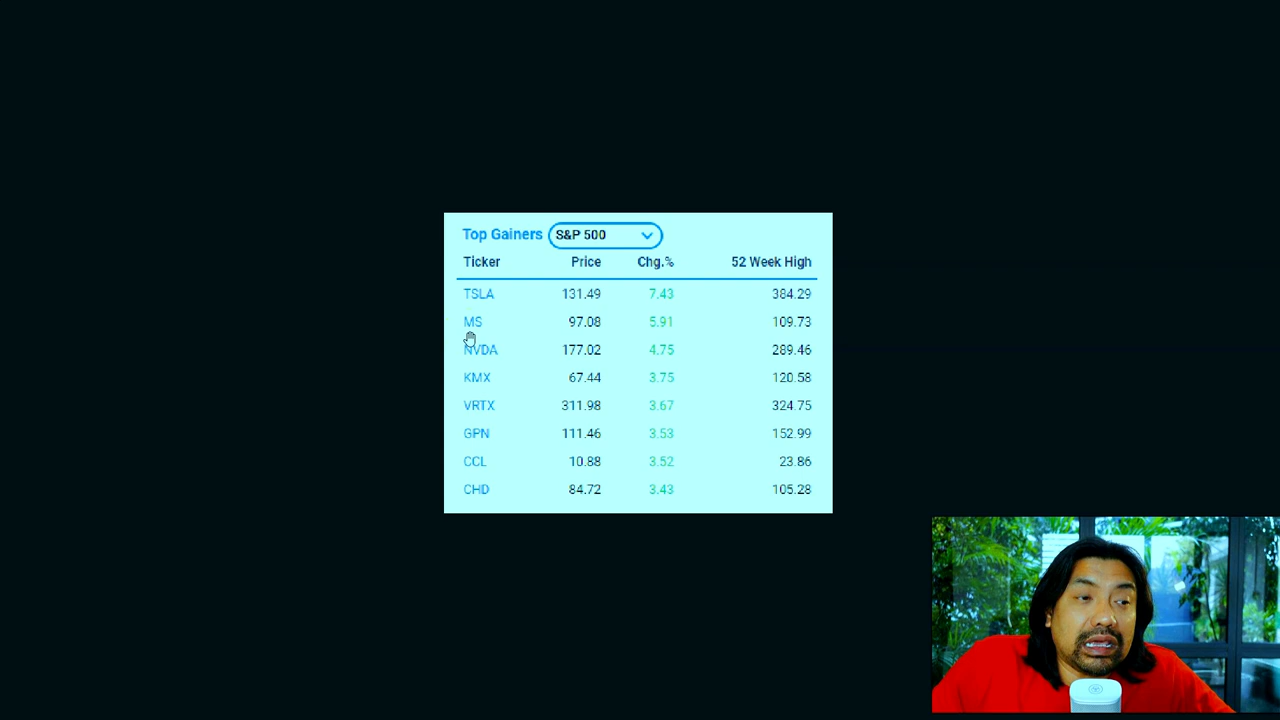 Top Gainers S&P 500
Ticker Price Chg.% 52 Week High
TSLA 131.49 7.43 384.29
MS 97.08 5.91 109.73
NVDA 177.02 4.75 289.46
KMX 67.44 3.75 120.58
VRTX 311.98 3.67 324.75
GPN 111.46 3.53 152.99
CCL 10.88 3.52 23.86
CHD 84.72 3.43 105.28